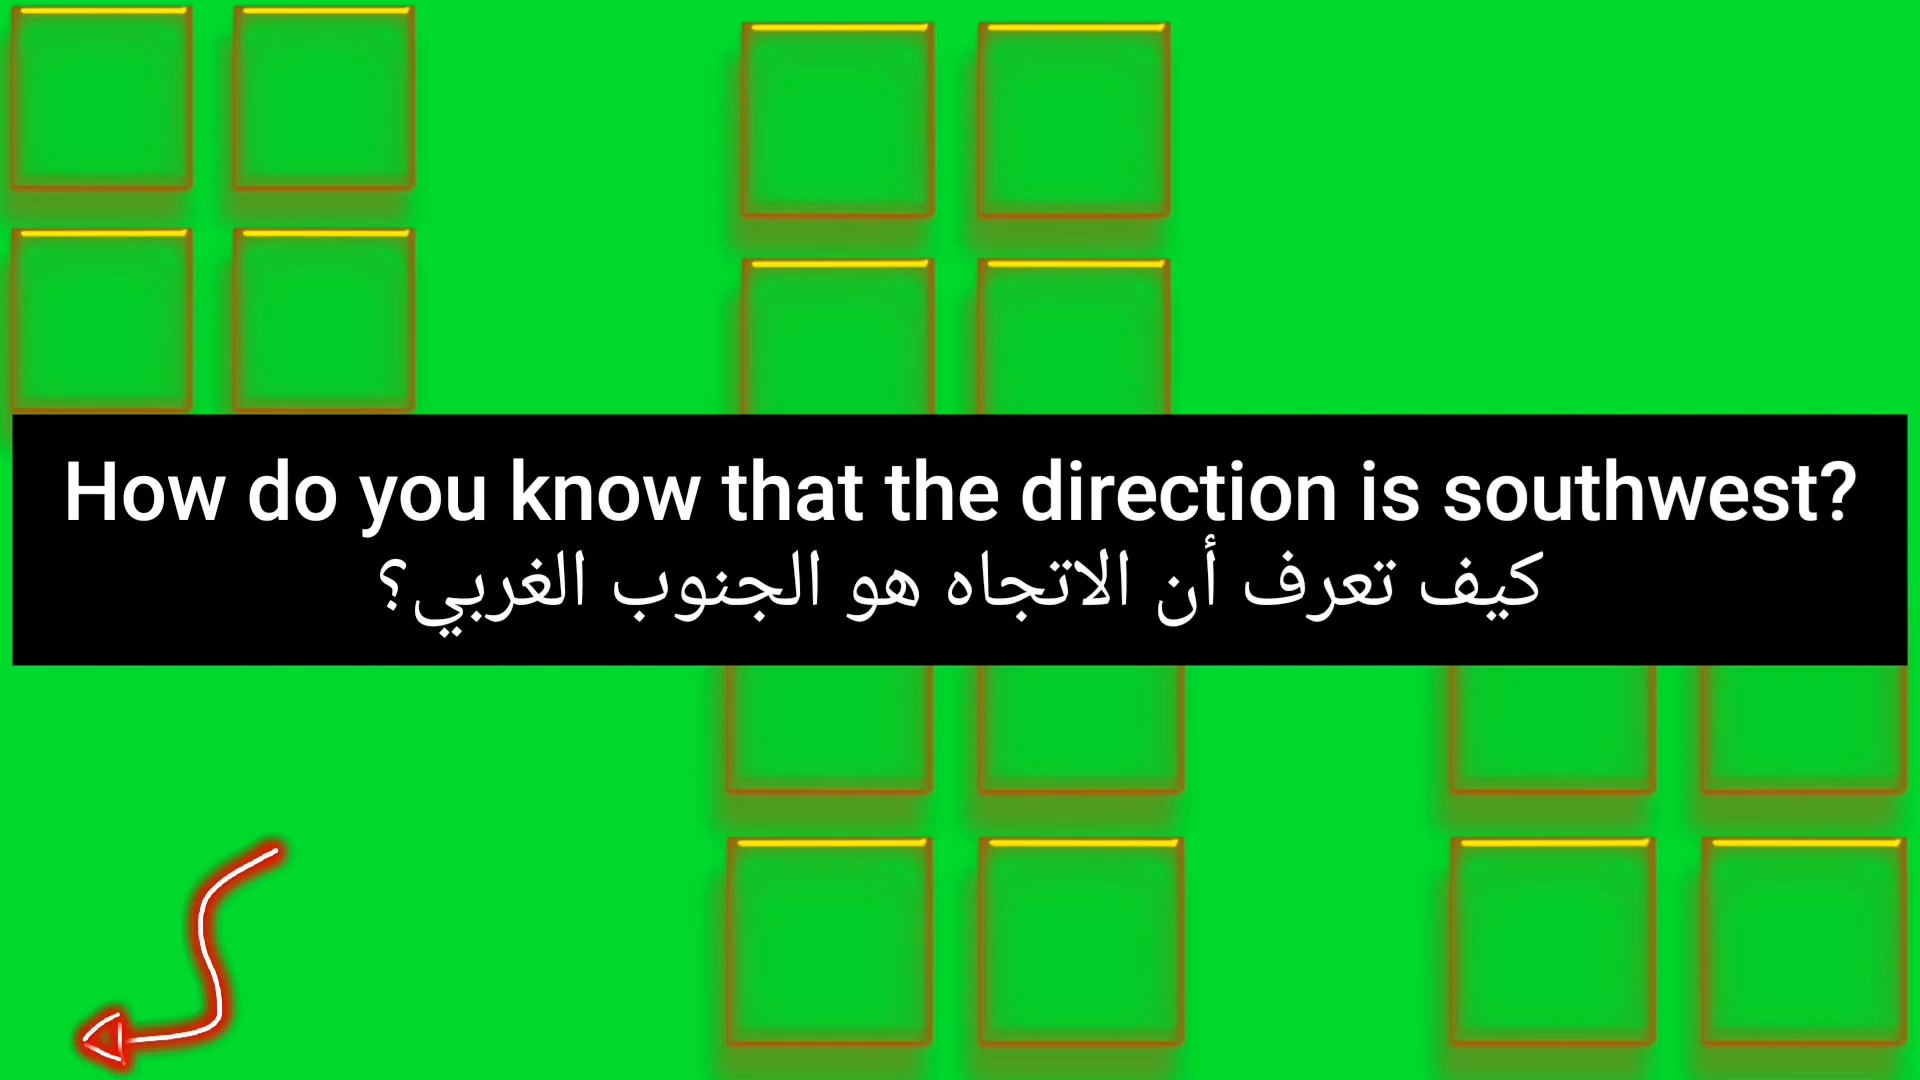 How do you know that the direction is southwest?
كيف تعرف أن الاتجاه هو الجنوب الغربي؟